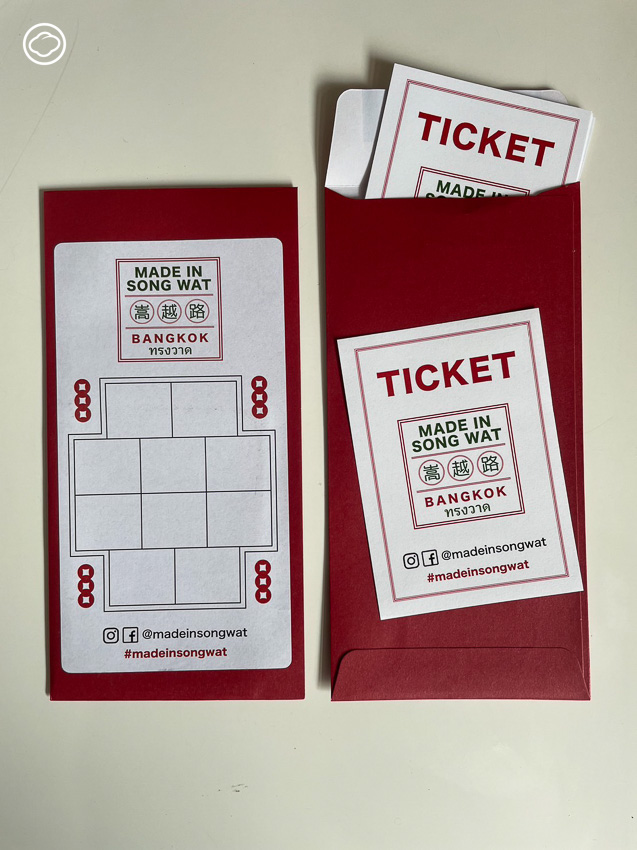 MADE IN
SONG WAT
嵩越路
BANGKOK
ทรงวาด
@madeinsongwat
#madeinsongwat
TICKET
MADE IN
TICKET
MADE IN
SONG WAT
嵩越路
BANGKOK
ทรงวาด
@madeinsongwat
#madeinsongwat